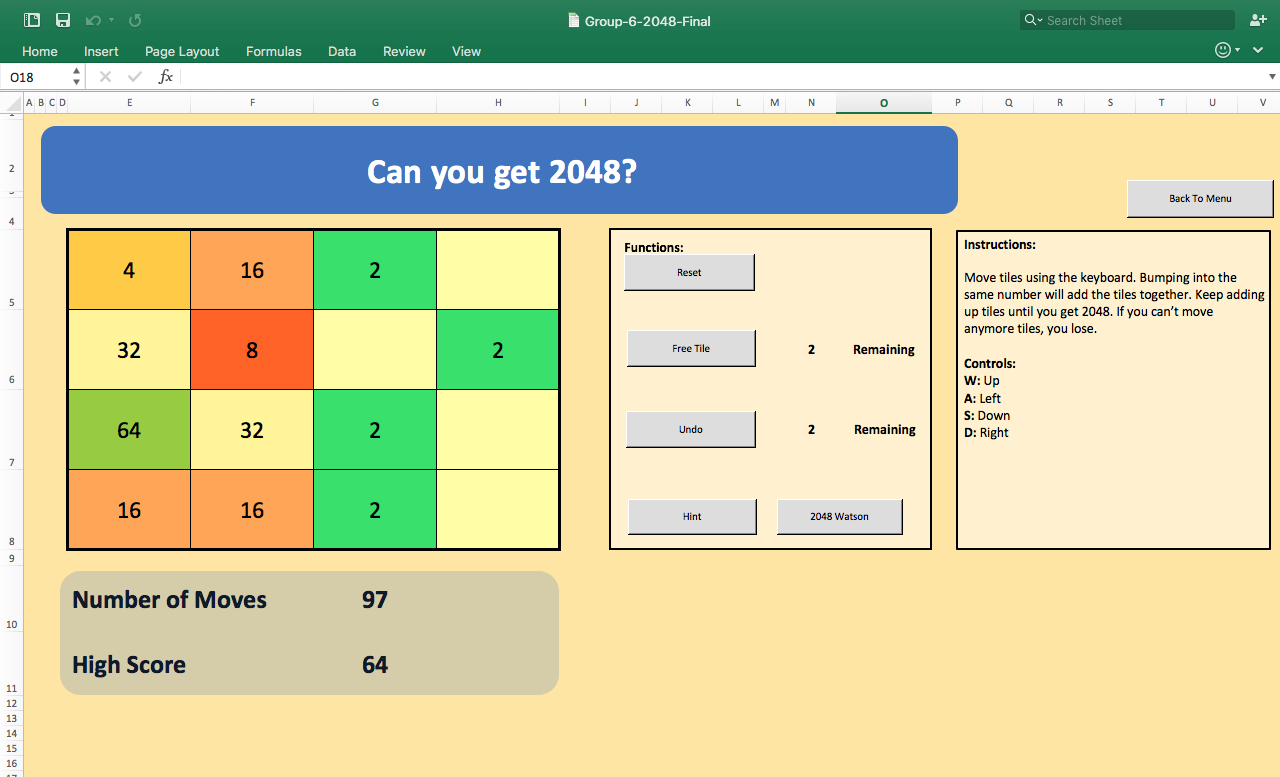 Group-6-2048-Final
Search Sheet
Home Insert Page Layout Formulas Data Review View
O18 fx
A B C D E F G H I J K L M N O P Q R S T U V
1
2
3
4
5
6
7
8
9
10
11
12
13
14
15
16
17
Can you get 2048?
Back To Menu
4 16 2
32 8 2
64 32 2
16 16 2
Functions:
Reset
Free Tile 2 Remaining
Undo 2 Remaining
Hint 2048 Watson
Instructions:
Move tiles using the keyboard. Bumping into the
same number will add the tiles together. Keep adding
up tiles until you get 2048. If you can’t move
anymore tiles, you lose.
Controls:
W: Up
A: Left
S: Down
D: Right
Number of Moves 97
High Score 64